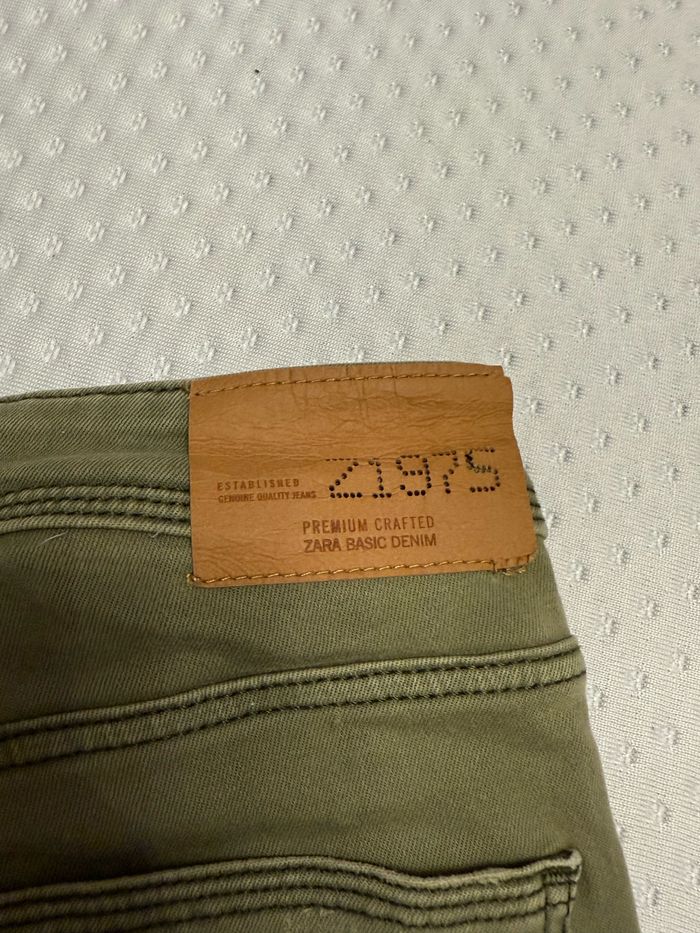 ESTABLISHED
GENUINE QUALITY JEANS
Z1975
PREMIUM CRAFTED
ZARA BASIC DENIM